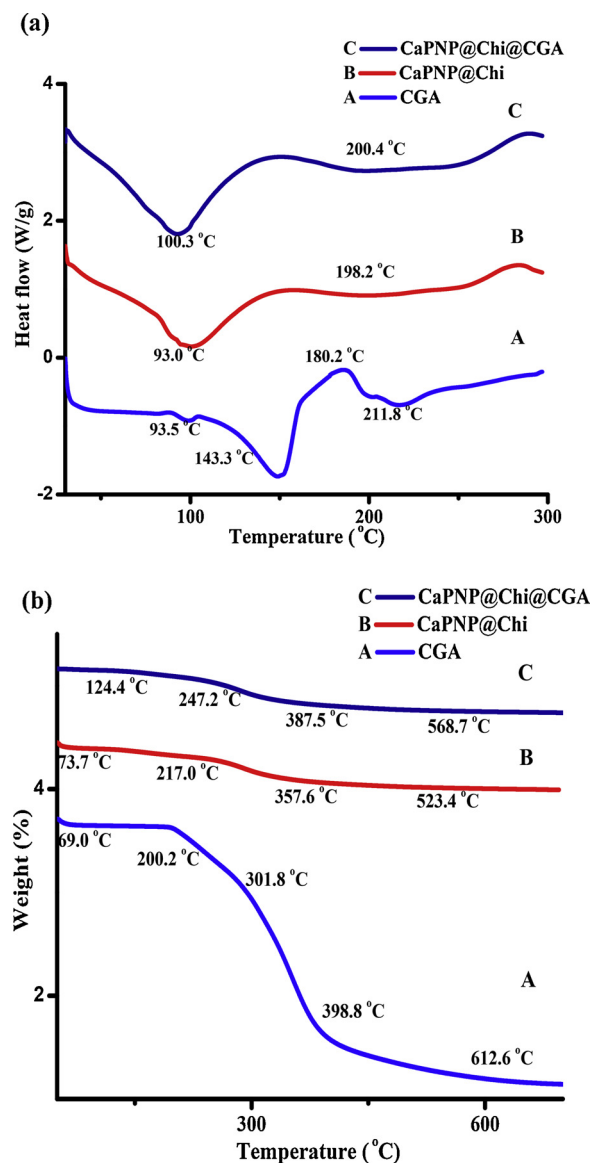 (a)
C CaPNP@Chi@CGA
B CaPNP@Chi
A CGA
4
C
200.4 °C
2
100.3 °C
B
198.2 °C
93.0 °C
180.2 °C
A
0
93.5 °C
211.8 °C
143.3 °C
-2
100 200 300
Heat flow (W/g)
Temperature (°C)
(b)
C CaPNP@Chi@CGA
B CaPNP@Chi
A CGA
C
124.4 °C
247.2 °C
387.5 °C
568.7 °C
B
4
73.7 °C
217.0 °C
357.6 °C
523.4 °C
69.0 °C
200.2 °C
301.8 °C
2
A
398.8 °C
612.6 °C
300 600
Weight (%)
Temperature (°C)